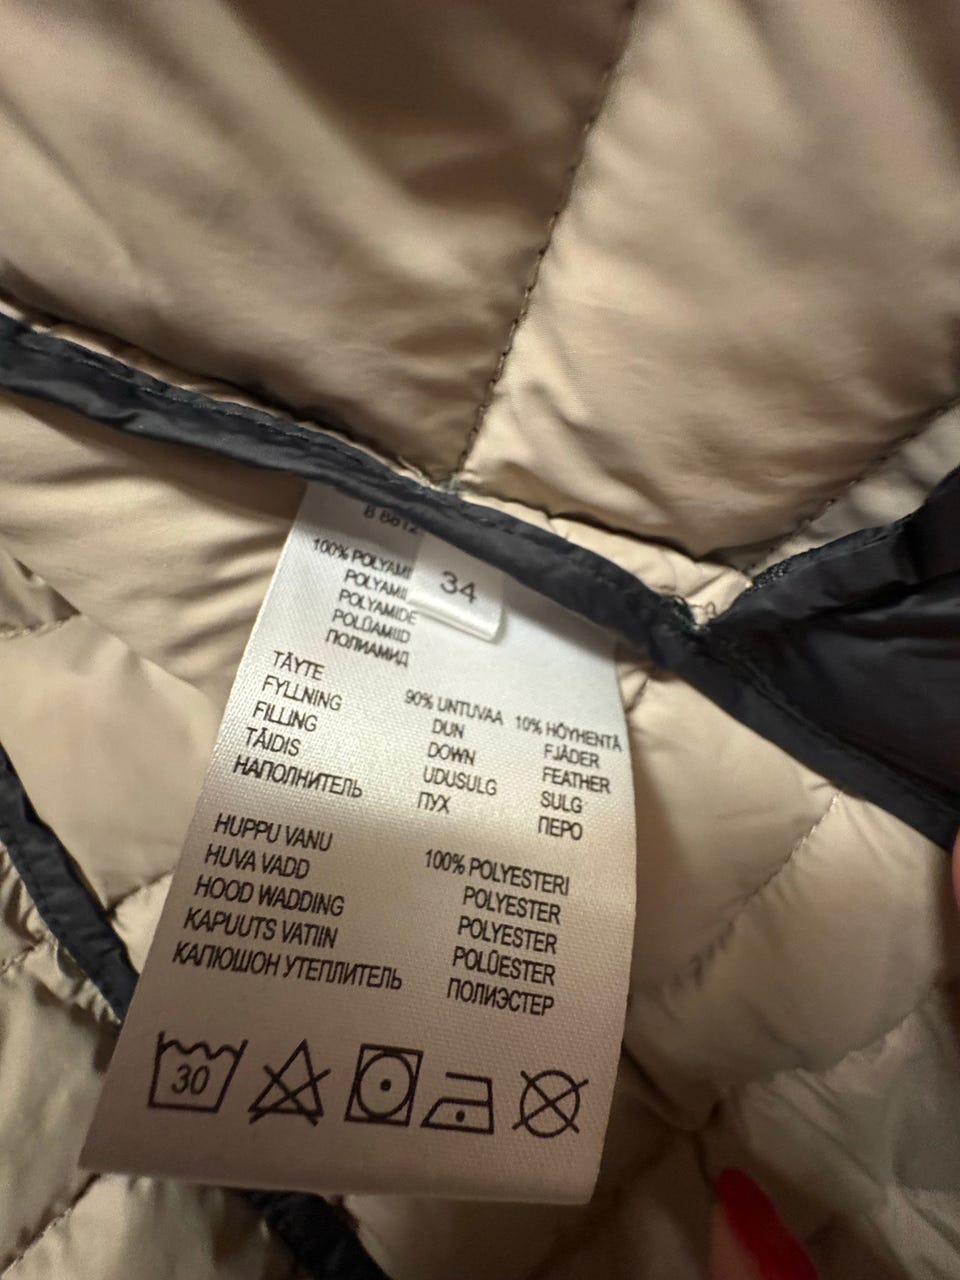 34
100% POLYAMI
POLYAMI
POLYAMIDE
POLÜAMIID
ПОЛИАМИД
TÄYTE 90% UNTUVAA 10% HÖYHENTÄ
FYLLNING DUN FJÄDER
FILLING DOWN FEATHER
TÄIDIS UDUSULG SULG
НАПОЛНИТЕЛЬ ПУХ ПЕРО
HUPPU VANU 100% POLYESTERI
HUVA VADD POLYESTER
HOOD WADDING POLYESTER
KAPUUTS VATIIN POLÜESTER
КАПЮШОН УТЕПЛИТЕЛЬ ПОЛИЭСТЕР
30